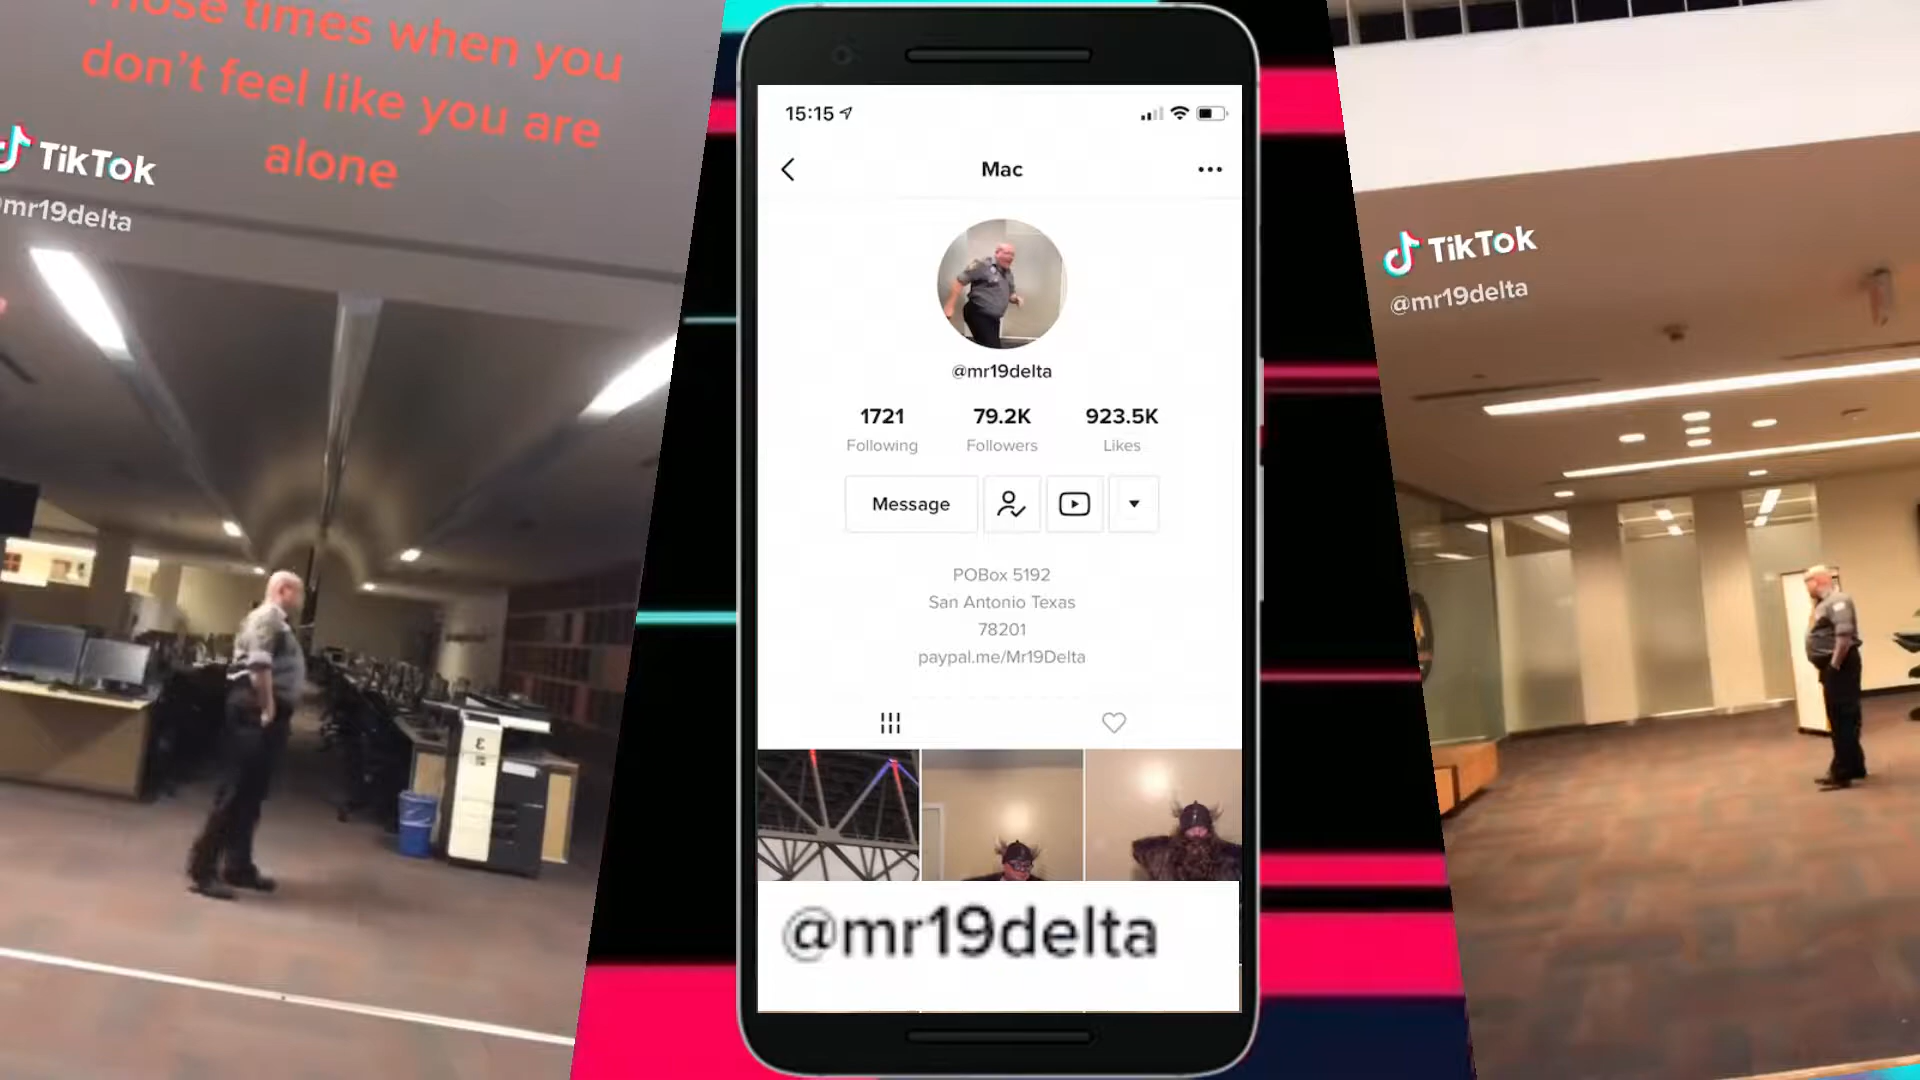 Those times when you
don't feel like you are
alone
TikTok
@mr19delta
15:15
Mac
@mr19delta
1721
79.2K
923.5K
Following
Followers
Likes
Message
POBox 5192
San Antonio Texas
78201
paypal.me/Mr19Delta
@mr19delta
TikTok
@mr19delta